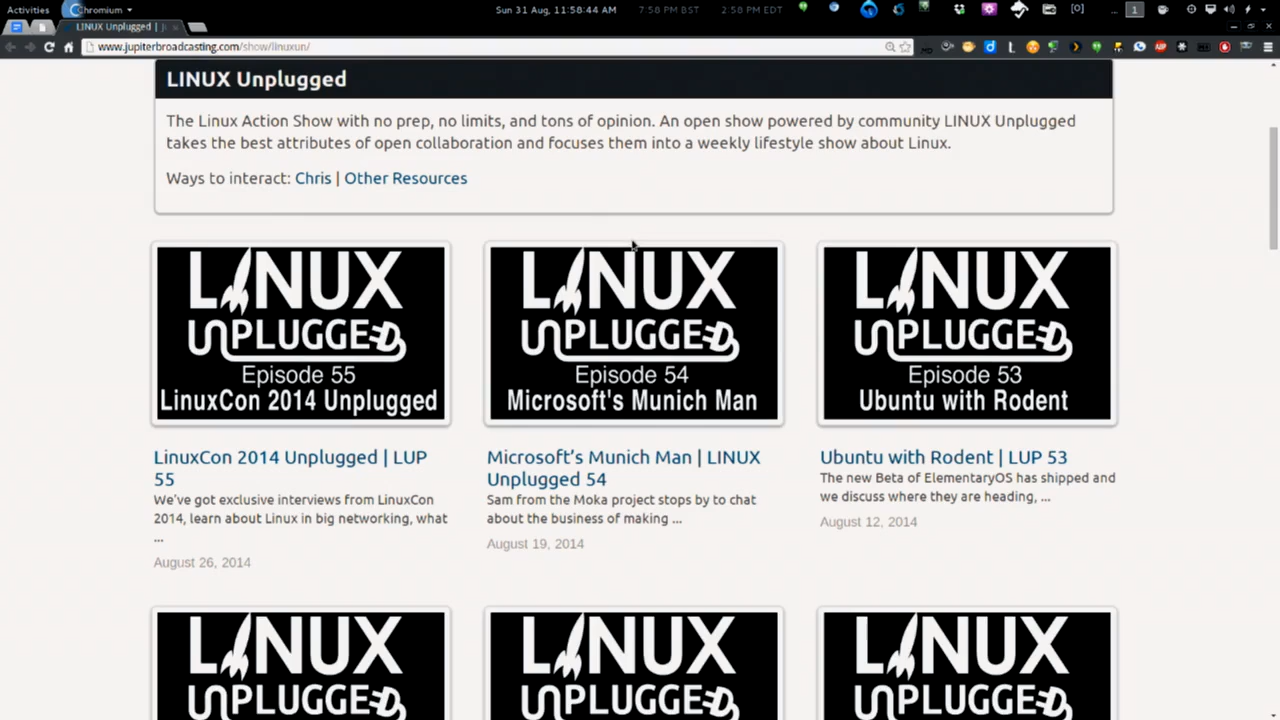 Activities
Chromium
Sun 31 Aug, 11:58:44 AM
7:58 PM BST
2:58 PM EDT
1
LINUX Unplugged |
www.jupiterbroadcasting.com/show/linuxun/
LINUX Unplugged
The Linux Action Show with no prep, no limits, and tons of opinion. An open show powered by community LINUX Unplugged
takes the best attributes of open collaboration and focuses them into a weekly lifestyle show about Linux.
Ways to interact: Chris | Other Resources
LINUX
UNPLUGGED
Episode 55
LinuxCon 2014 Unplugged
LINUX
UNPLUGGED
Episode 54
Microsoft's Munich Man
LINUX
UNPLUGGED
Episode 53
Ubuntu with Rodent
LinuxCon 2014 Unplugged | LUP
55
We've got exclusive interviews from LinuxCon
2014, learn about Linux in big networking, what
...
August 26, 2014
Microsoft’s Munich Man | LINUX
Unplugged 54
Sam from the Moka project stops by to chat
about the business of making ...
August 19, 2014
Ubuntu with Rodent | LUP 53
The new Beta of ElementaryOS has shipped and
we discuss where they are heading, ...
August 12, 2014
LINUX
UNPLUGGED
LINUX
UNPLUGGED
LINUX
UNPLUGGED